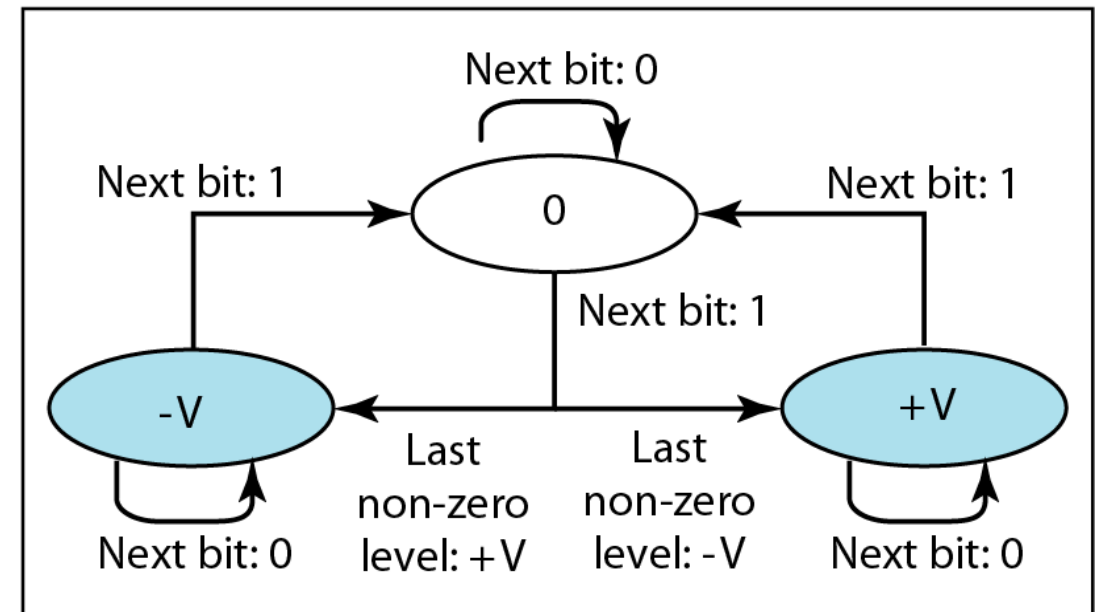 Next bit: 0
Next bit: 1
Next bit: 1
0
Next bit: 1
-V
+V
Last
non-zero
level: +V
Last
non-zero
level: -V
Next bit: 0
Next bit: 0